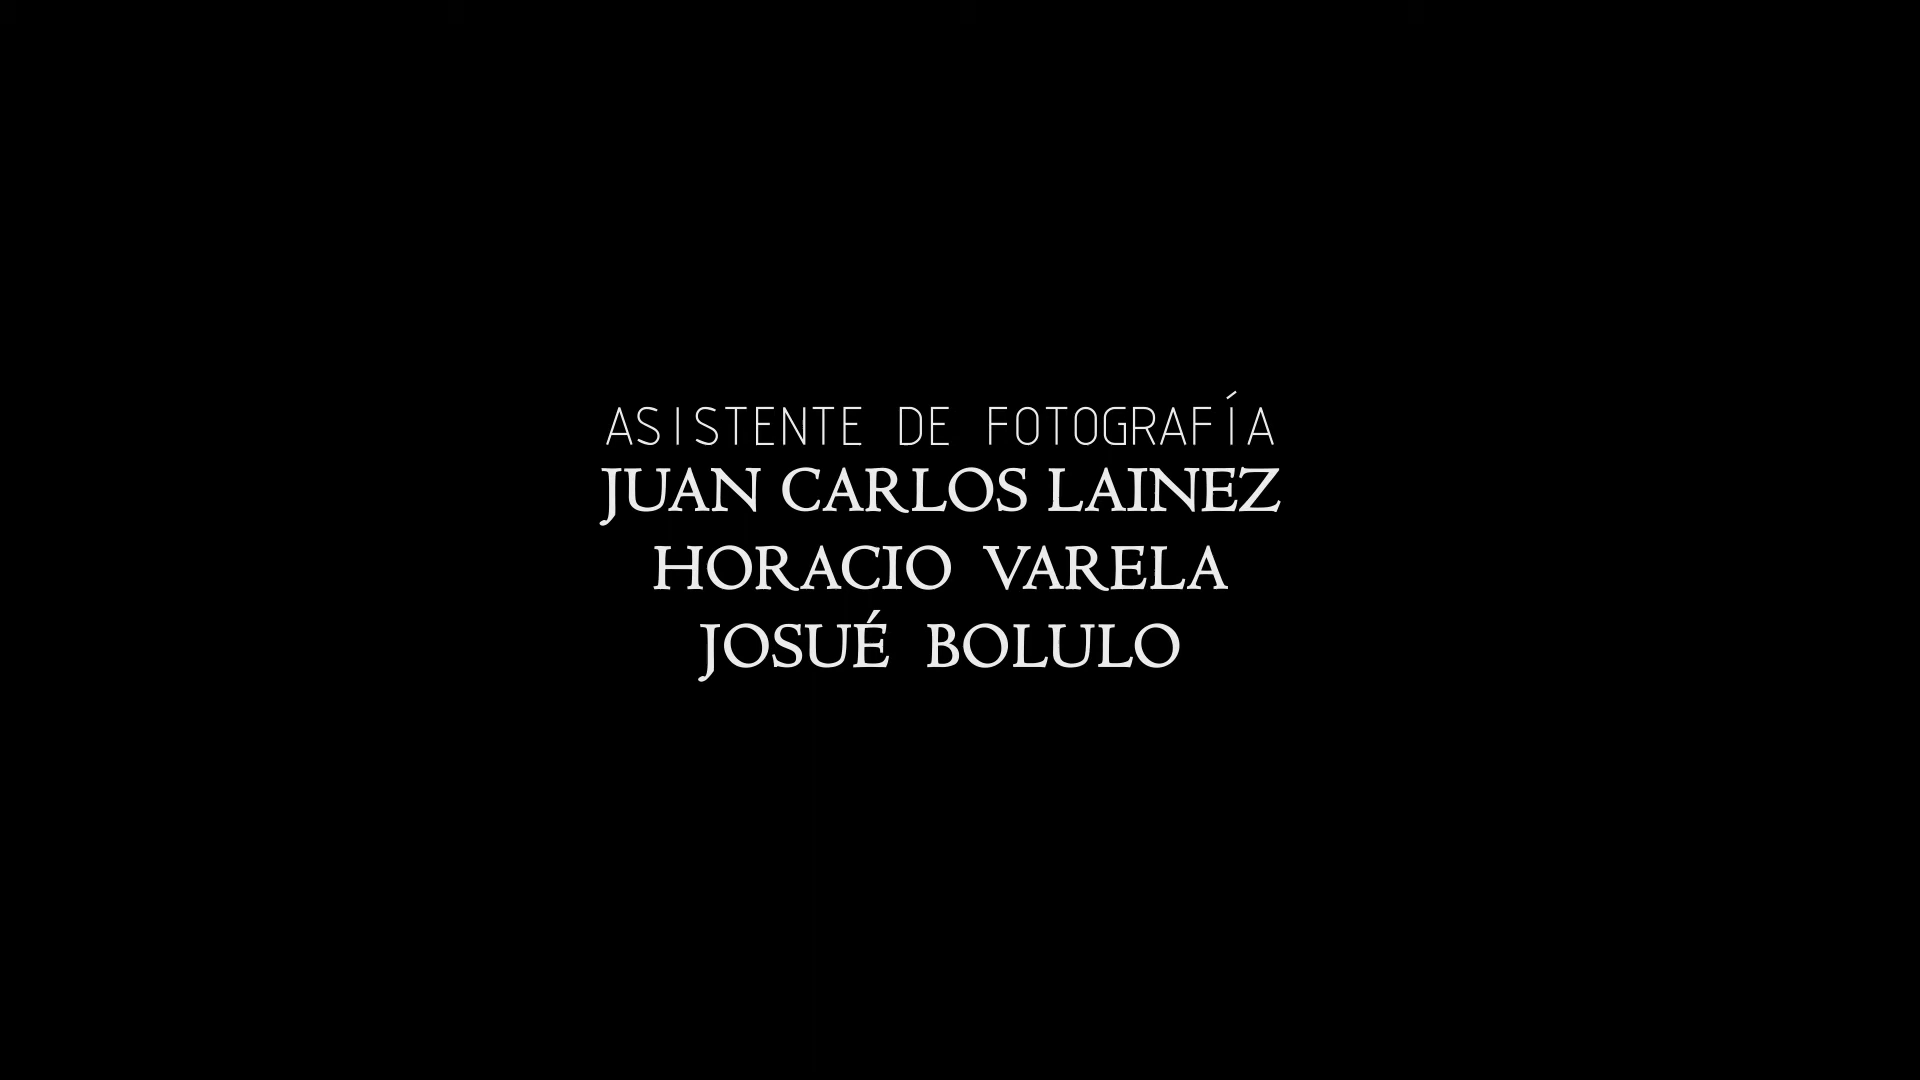 ASISTENTE DE FOTOGRAFÍA
JUAN CARLOS LAINEZ
HORACIO VARELA
JOSUÉ BOLULO